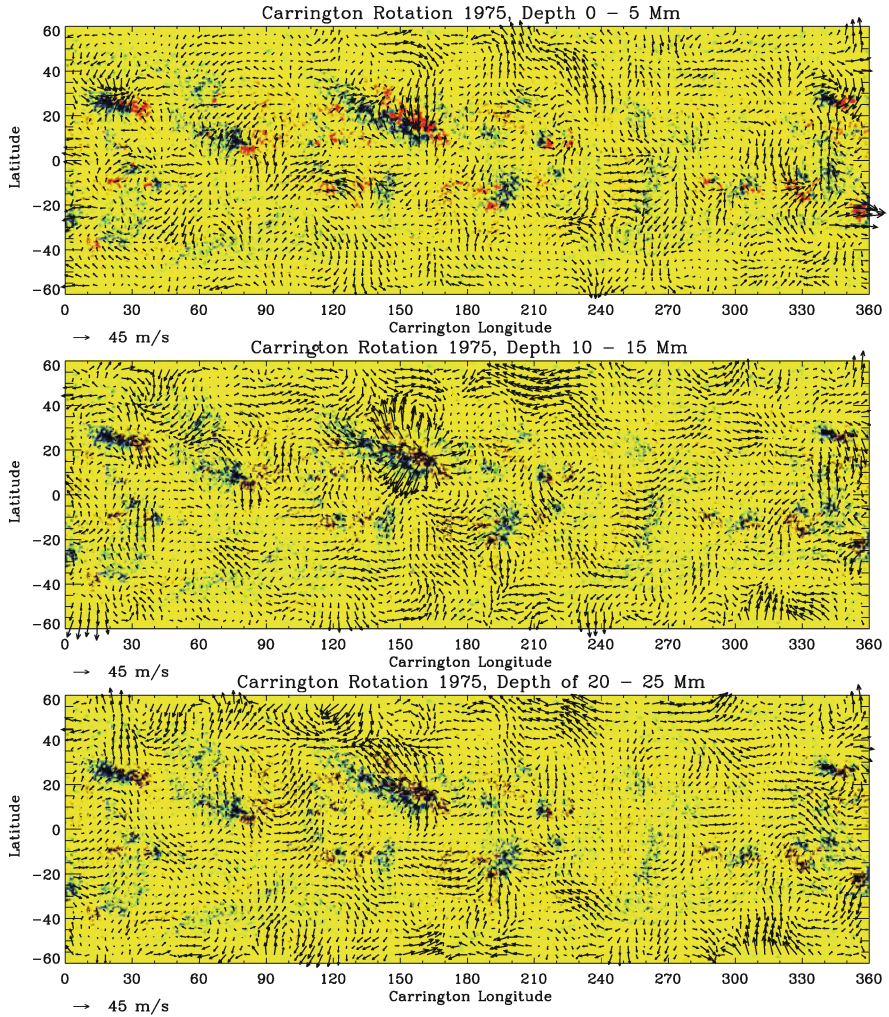 Carrington Rotation 1975, Depth 0 – 5 Mm
60
40
20
0
−20
−40
−60
Latitude
0 30 60 90 120 150 180 210 240 270 300 330 360
Carrington Longitude
45 m/s
Carrington Rotation 1975, Depth 10 – 15 Mm
60
40
20
0
−20
−40
−60
Latitude
0 30 60 90 120 150 180 210 240 270 300 330 360
Carrington Longitude
45 m/s
Carrington Rotation 1975, Depth of 20 – 25 Mm
60
40
20
0
−20
−40
−60
Latitude
0 30 60 90 120 150 180 210 240 270 300 330 360
Carrington Longitude
45 m/s